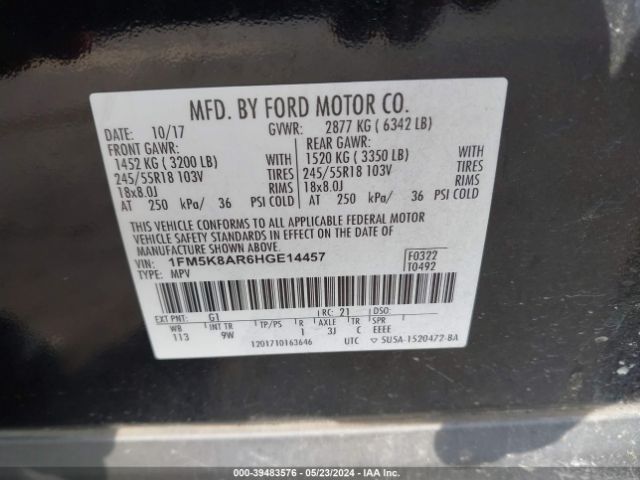 MFD. BY FORD MOTOR CO.
DATE: 10/17 GVWR: 2877 KG ( 6342 LB)
FRONT GAWR: REAR GAWR:
1452 KG ( 3200 LB) WITH 1520 KG ( 3350 LB) WITH
245/55R18 103V TIRES 245/55R18 103V TIRES
18x8.0J RIMS 18x8.0J RIMS
AT 250 kPa/ 36 PSI COLD AT 250 kPa/ 36 PSI COLD
THIS VEHICLE CONFORMS TO ALL APPLICABLE FEDERAL MOTOR
VEHICLE SAFETY STANDARDS IN EFFECT ON THE DATE OF
MANUFACTURE SHOWN ABOVE.
VIN: 1FM5K8AR6HGE14457 F0322
TYPE: MPV T0492
EXT PNT: G1 RC: 21 DSO:
WB INT TR TP/PS R AXLE TR SPR
113 9W 1 3J C EEEE
1201710163646 UTC ▽ 5U5A-1520472-BA
000-39483576 - 05/23/2024 - IAA Inc.